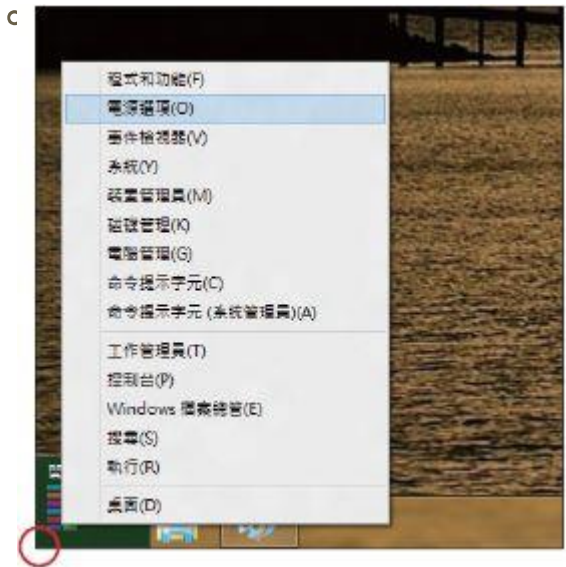 c
程式和功能(F)
電源選項(O)
事件檢視器(V)
系統(Y)
裝置管理員(M)
磁碟管理(K)
電腦管理(G)
命令提示字元(C)
命令提示字元 (系統管理員)(A)
工作管理員(T)
控制台(P)
Windows 檔案總管(E)
搜尋(S)
執行(R)
桌面(D)